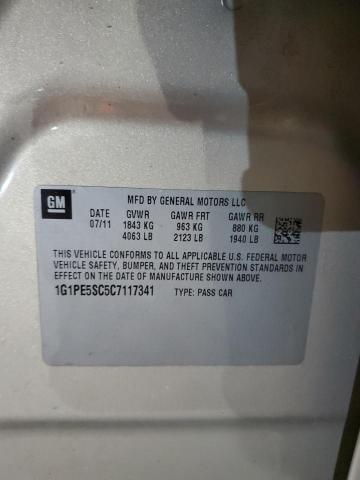 GM
MFD BY GENERAL MOTORS LLC
DATE GVWR GAWR FRT GAWR RR
07/11 1843 KG 963 KG 880 KG
4063 LB 2123 LB 1940 LB
THIS VEHICLE CONFORMS TO ALL APPLICABLE U.S. FEDERAL MOTOR
VEHICLE SAFETY, BUMPER, AND THEFT PREVENTION STANDARDS IN
EFFECT ON THE DATE OF MANUFACTURE SHOWN ABOVE.
1G1PE5SC5C7117341 TYPE: PASS CAR